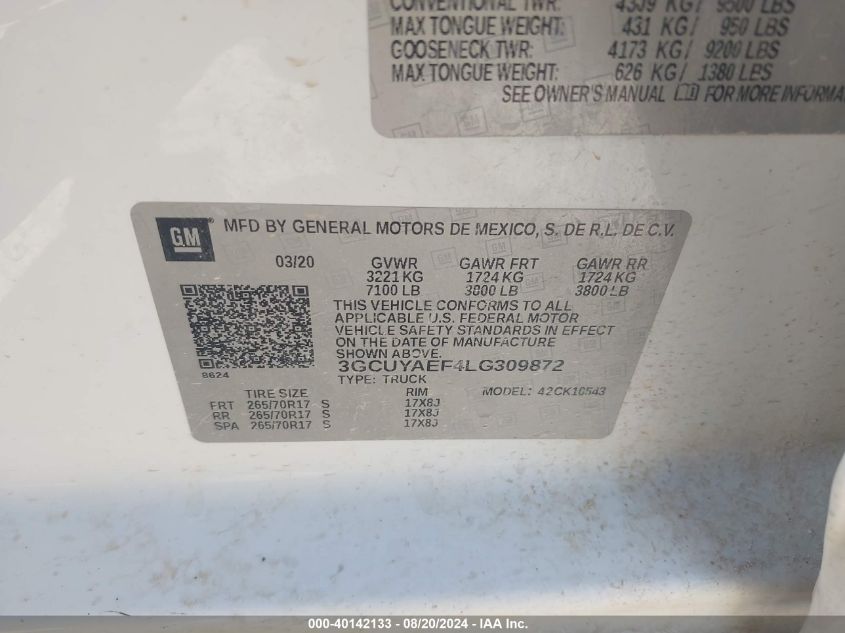 CONVENTIONAL TWR: 4309 KG/ 9500 LBS
MAX TONGUE WEIGHT: 431 KG/ 950 LBS
GOOSENECK TWR: 4173 KG/ 9200 LBS
MAX TONGUE WEIGHT: 626 KG/ 1380 LBS
SEE OWNER'S MANUAL FOR MORE INFORMA
GM MFD BY GENERAL MOTORS DE MEXICO, S. DE R.L. DE C.V.
03/20 GVWR GAWR FRT GAWR RR
3221 KG 1724 KG 1724 KG
7100 LB 3800 LB 3800 LB
THIS VEHICLE CONFORMS TO ALL
APPLICABLE U.S. FEDERAL MOTOR
VEHICLE SAFETY STANDARDS IN EFFECT
ON THE DATE OF MANUFACTURE
SHOWN ABOVE.
3GCUYAEF4LG309872
8624 TYPE: TRUCK
TIRE SIZE RIM MODEL: 42CK10543
FRT 265/70R17 S 17X8J
RR 265/70R17 S 17X8J
SPA 265/70R17 S 17X8J
000-40142133 - 08/20/2024 - IAA Inc.